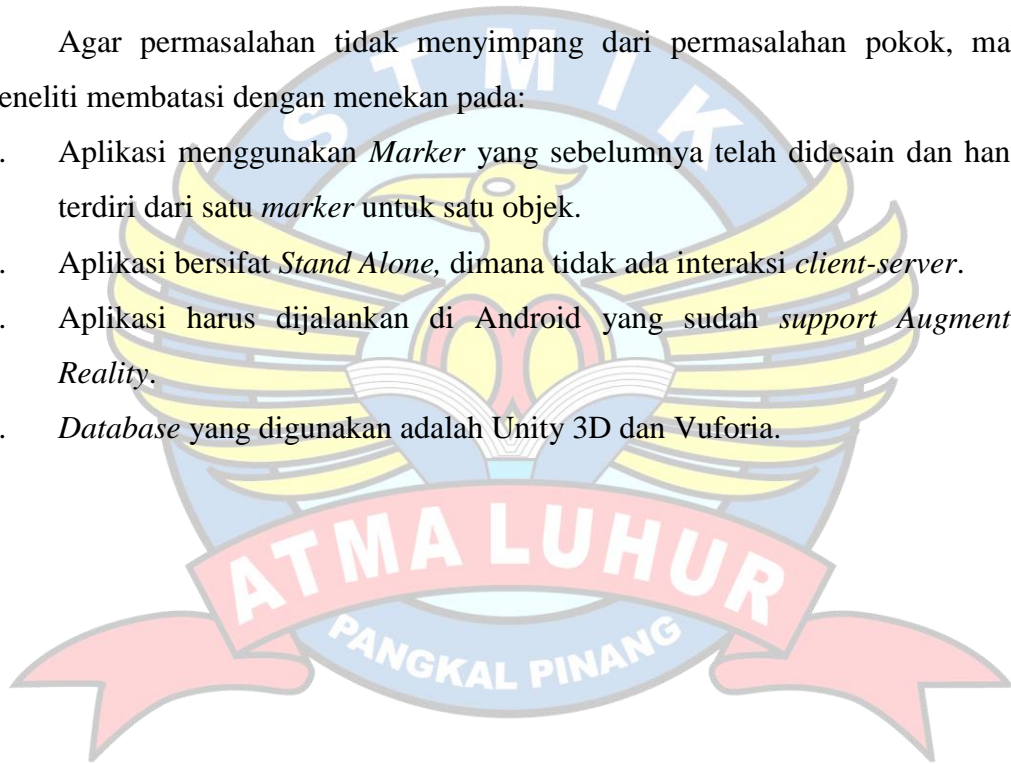 Agar permasalahan tidak menyimpang dari permasalahan pokok, ma
eneliti membatasi dengan menekan pada:
. Aplikasi menggunakan Marker yang sebelumnya telah didesain dan han
terdiri dari satu marker untuk satu objek.
. Aplikasi bersifat Stand Alone, dimana tidak ada interaksi client-server.
. Aplikasi harus dijalankan di Android yang sudah support Augment
Reality.
. Database yang digunakan adalah Unity 3D dan Vuforia.
STMIK
ATMA LUHUR
PANGKAL PINANG